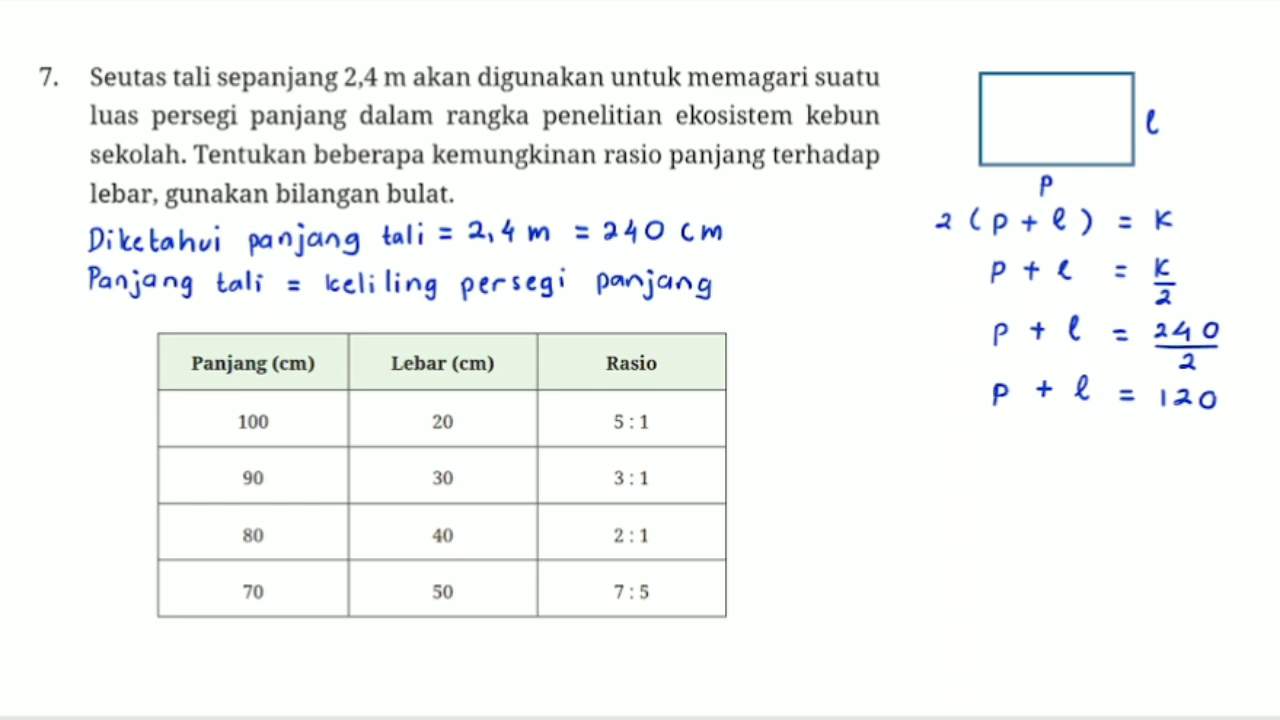 7. Seutas tali sepanjang 2,4 m akan digunakan untuk memagari suatu
luas persegi panjang dalam rangka penelitian ekosistem kebun
sekolah. Tentukan beberapa kemungkinan rasio panjang terhadap
lebar, gunakan bilangan bulat.
Diketahui panjang tali = 2,4 m = 240 cm
Panjang tali = keliling persegi panjang
Panjang (cm) Lebar (cm) Rasio
100 20 5 : 1
90 30 3 : 1
80 40 2 : 1
70 50 7 : 5
l
p
2 ( p + l ) = K
p + l = K/2
p + l = 240/2
p + l = 120